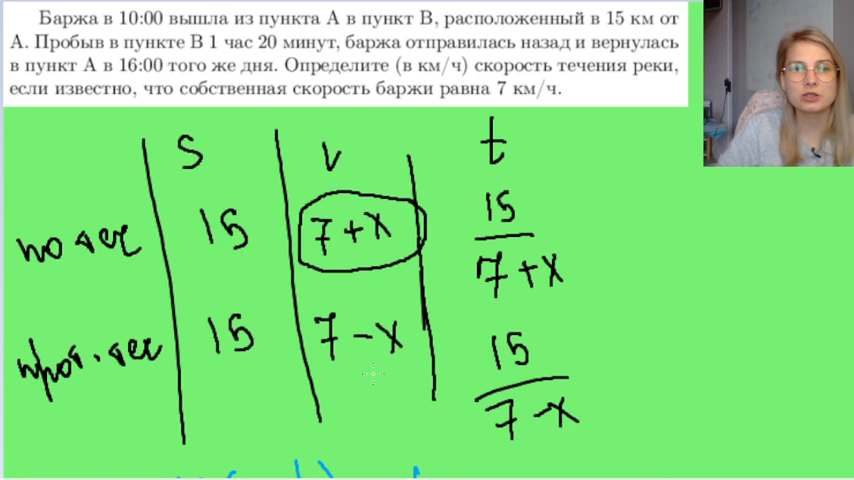 Баржа в 10:00 вышла из пункта А в пункт В, расположенный в 15 км от
А. Пробыв в пункте В 1 час 20 минут, баржа отправилась назад и вернулась
в пункт А в 16:00 того же дня. Определите (в км/ч) скорость течения реки,
если известно, что собственная скорость баржи равна 7 км/ч.
S V t
по теч 15 7+x 15/(7+x)
прот. теч 15 7-x 15/(7-x)